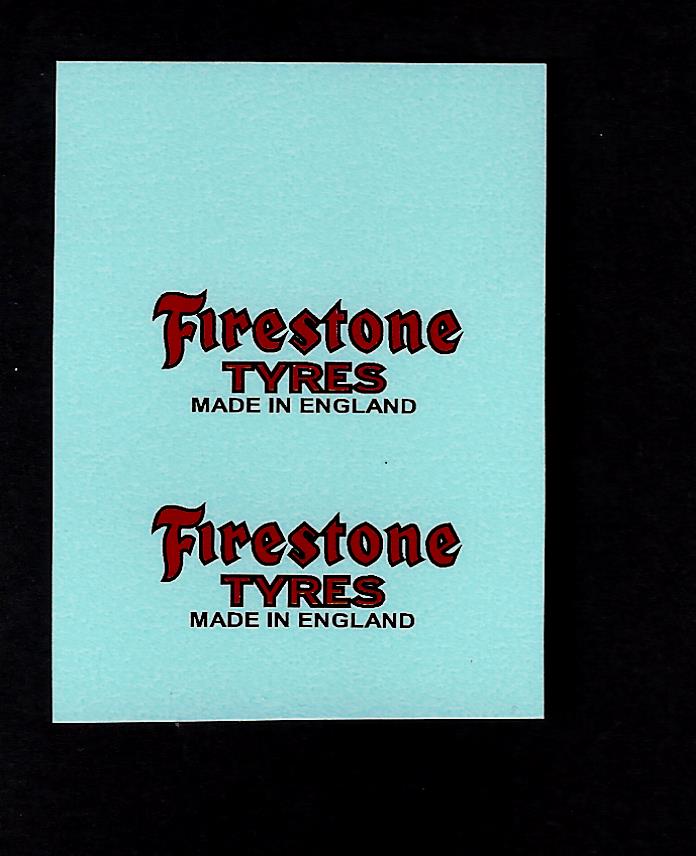 Firestone
TYRES
MADE IN ENGLAND
Firestone
TYRES
MADE IN ENGLAND